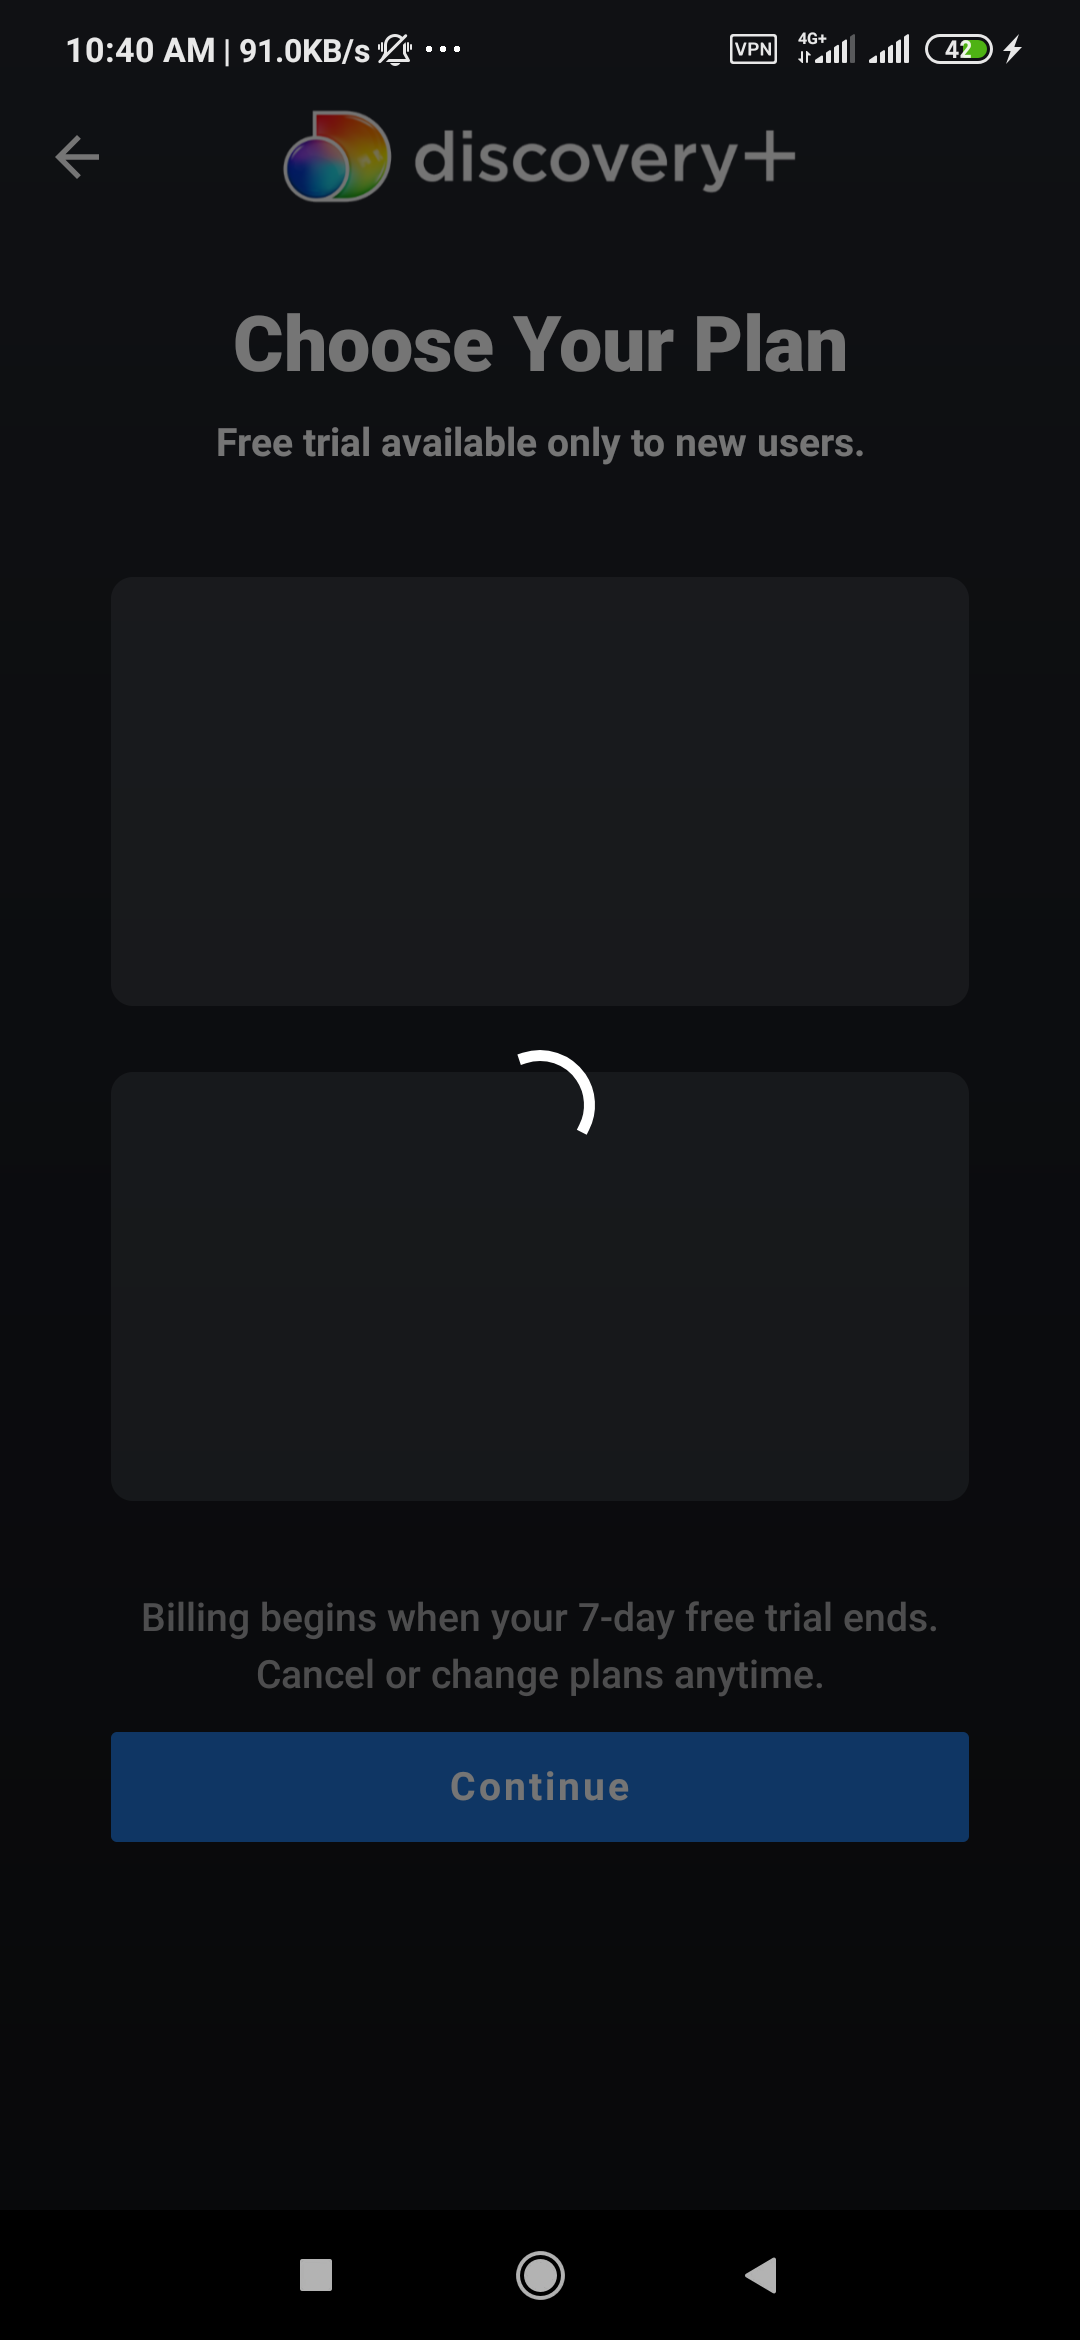 10:40 AM | 91.0KB/s ... VPN 4G+ 42
discovery+
Choose Your Plan
Free trial available only to new users.
Billing begins when your 7-day free trial ends.
Cancel or change plans anytime.
Continue